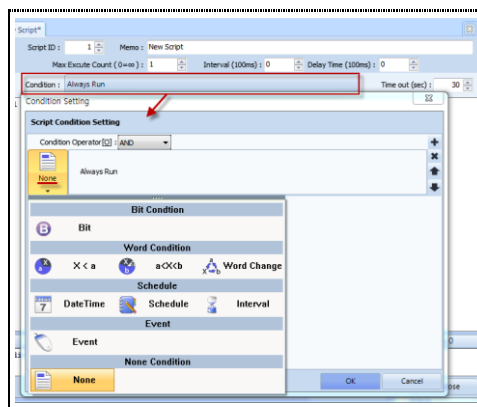 Script*
Script ID : 1 Memo : New Script
Max Excute Count ( 0=∞ ) : 1 Interval (100ms) : 0 Delay Time (100ms) : 0
Condition : Always Run Time out (sec) : 30
1
Condition Setting
Script Condition Setting
Condition Operator[O] : AND
None
Always Run
Bit Condtion
Bit
Word Condition
X < a a<X<b Word Change
Schedule
DateTime Schedule Interval
Event
Event
None Condition
None
OK Cancel